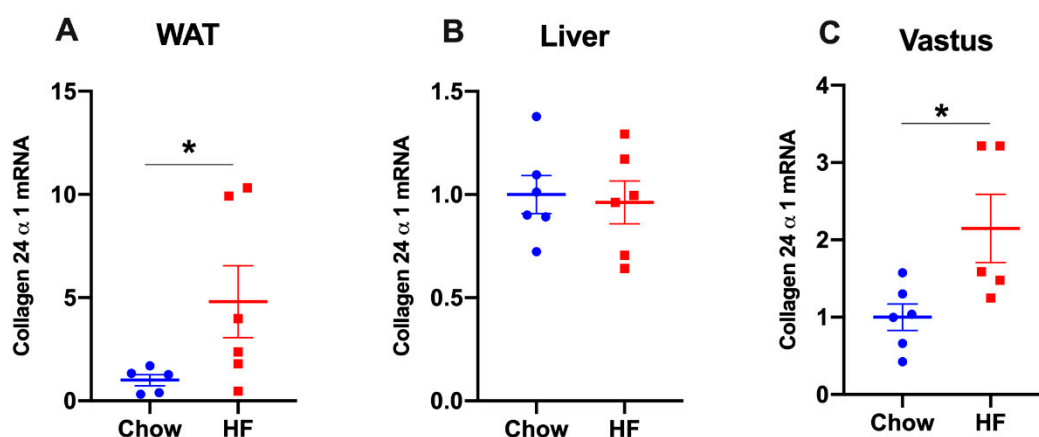 A WAT
Collagen 24 α 1 mRNA
15
10
5
0
*
Chow HF
B Liver
Collagen 24 α 1 mRNA
1.5
1.0
0.5
0.0
Chow HF
C Vastus
Collagen 24 α 1 mRNA
4
3
2
1
0
*
Chow HF